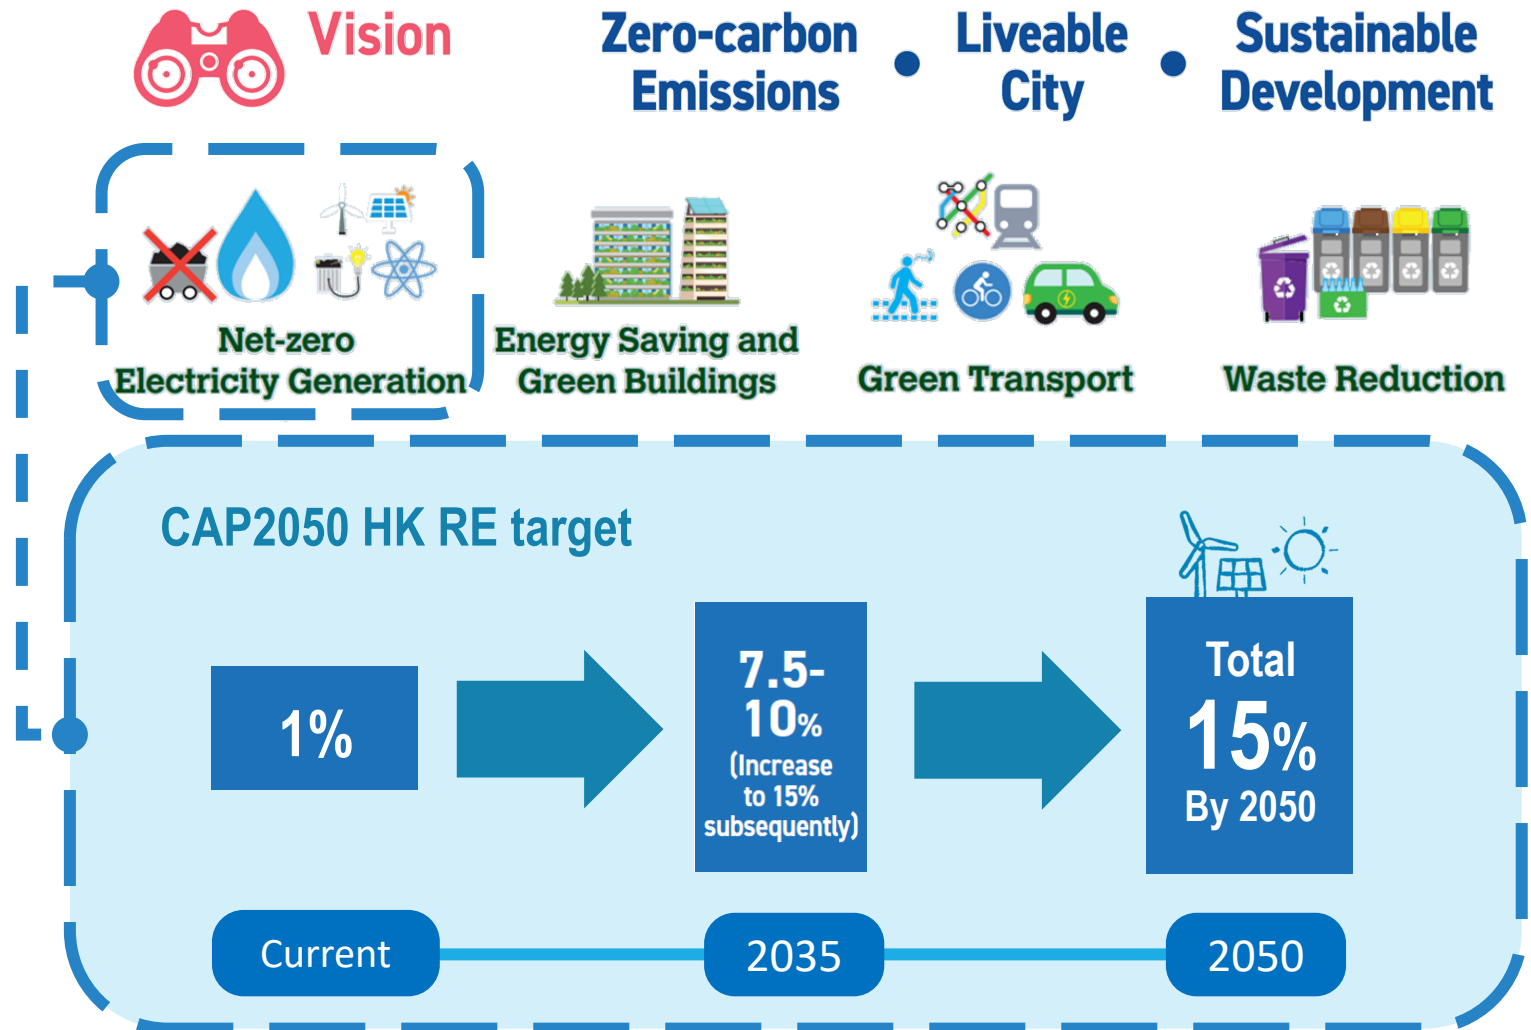 Vision
Zero-carbon
Emissions
•
Liveable
City
•
Sustainable
Development
Net-zero
Electricity Generation
Energy Saving and
Green Buildings
Green Transport
Waste Reduction
CAP2050 HK RE target
1%
7.5-
10%
(Increase
to 15%
subsequently)
Total
15%
By 2050
Current
2035
2050